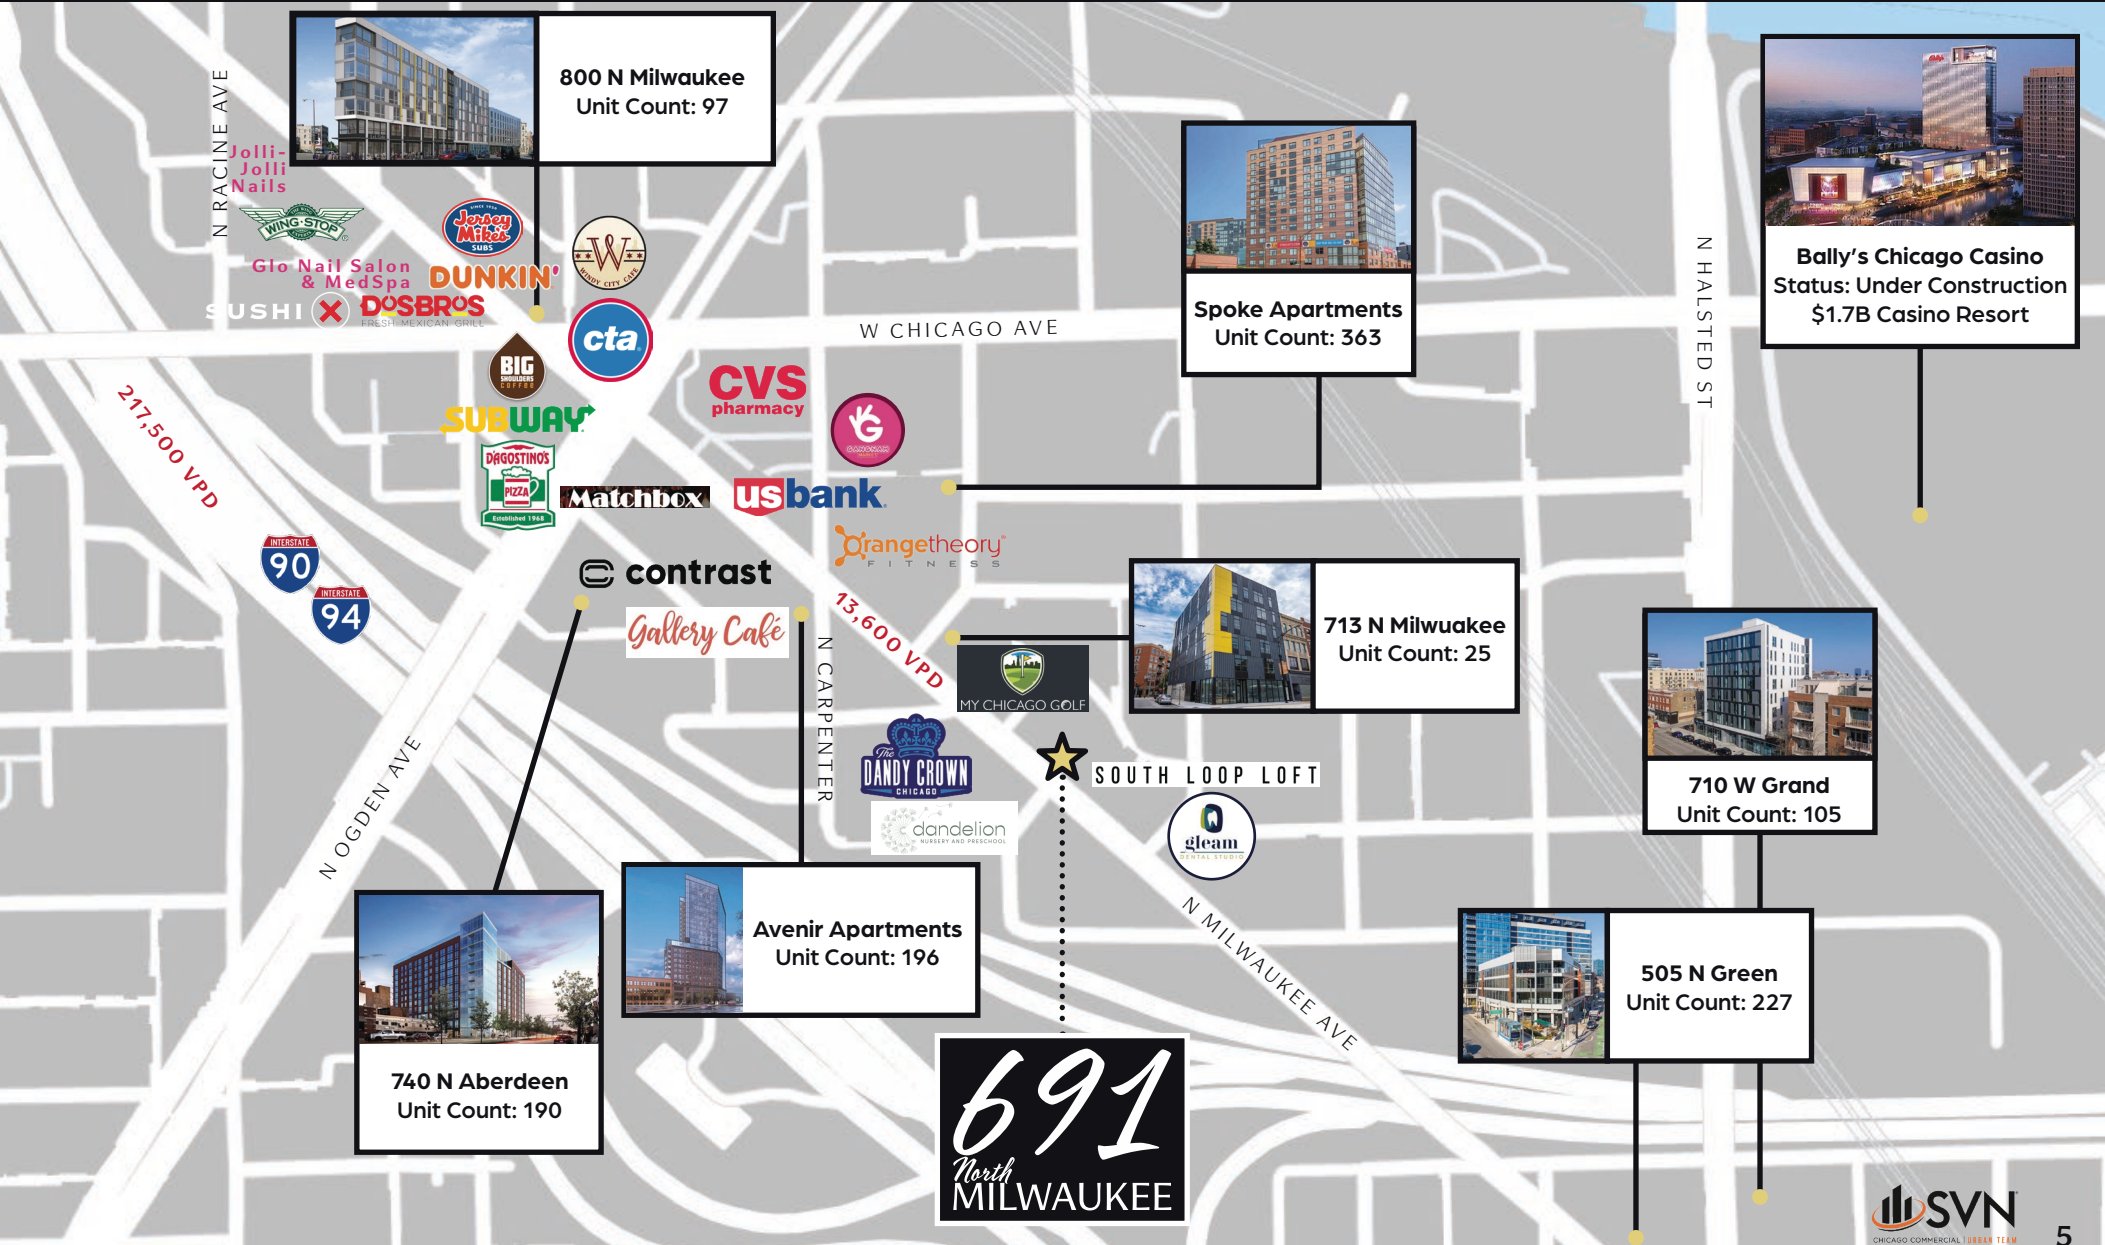 800 N Milwaukee
Unit Count: 97
N RACINE AVE
Jolli-
Jolli
Nails
WING·STOP
SINCE 1956
Jersey
Mike's
SUBS
W
WINDY CITY CAFE
Glo Nail Salon
& MedSpa
DUNKIN'
SUSHI X
DOSBROS
FRESH MEXICAN GRILL
cta
BIG
SHOULDERS
COFFEE
SUBWAY
D'AGOSTINO'S
PIZZA
Established 1968
Matchbox
CVS
pharmacy
G
GANGNAM
MARKET
usbank
W CHICAGO AVE
Spoke Apartments
Unit Count: 363
N HALSTED ST
Bally's Chicago Casino
Status: Under Construction
$1.7B Casino Resort
217,500 VPD
INTERSTATE
90
INTERSTATE
94
contrast
Gallery Café
orangetheory
FITNESS
13,600 VPD
713 N Milwuakee
Unit Count: 25
MY CHICAGO GOLF
N CARPENTER
The
DANDY CROWN
CHICAGO
dandelion
NURSERY AND PRESCHOOL
SOUTH LOOP LOFT
gleam
DENTAL STUDIO
710 W Grand
Unit Count: 105
N OGDEN AVE
Avenir Apartments
Unit Count: 196
N MILWAUKEE AVE
505 N Green
Unit Count: 227
740 N Aberdeen
Unit Count: 190
691
North
MILWAUKEE
SVN
CHICAGO COMMERCIAL | URBAN TEAM
5